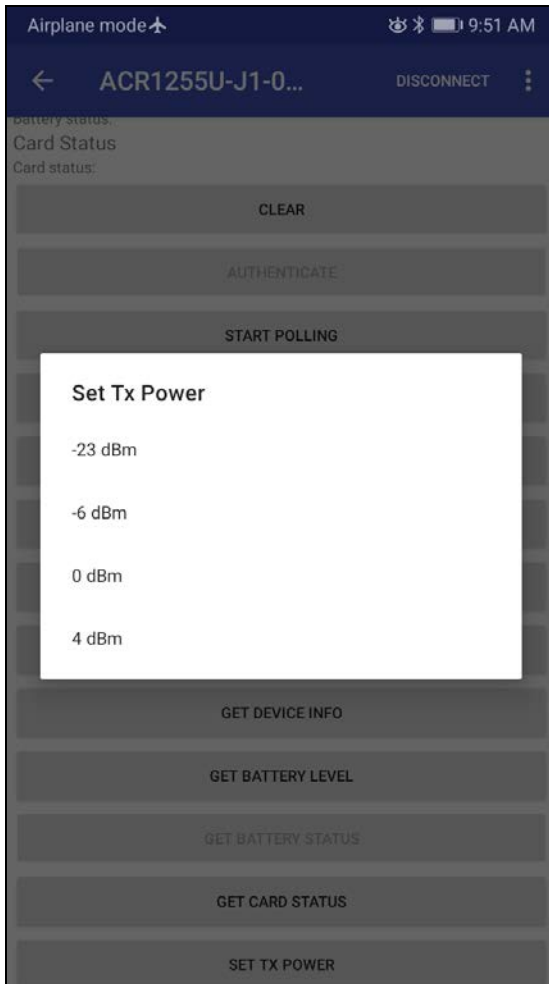 Airplane mode 9:51 AM
ACR1255U-J1-0... DISCONNECT
Battery status:
Card Status
Card status:
CLEAR
AUTHENTICATE
START POLLING
Set Tx Power
-23 dBm
-6 dBm
0 dBm
4 dBm
GET DEVICE INFO
GET BATTERY LEVEL
GET BATTERY STATUS
GET CARD STATUS
SET TX POWER